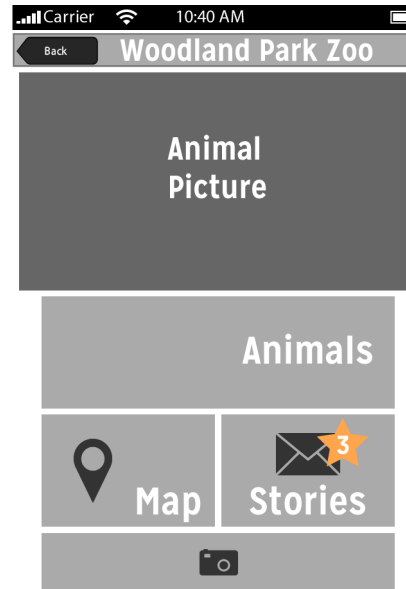 Carrier 10:40 AM
Back Woodland Park Zoo
Animal
Picture
Animals
3
Map Stories